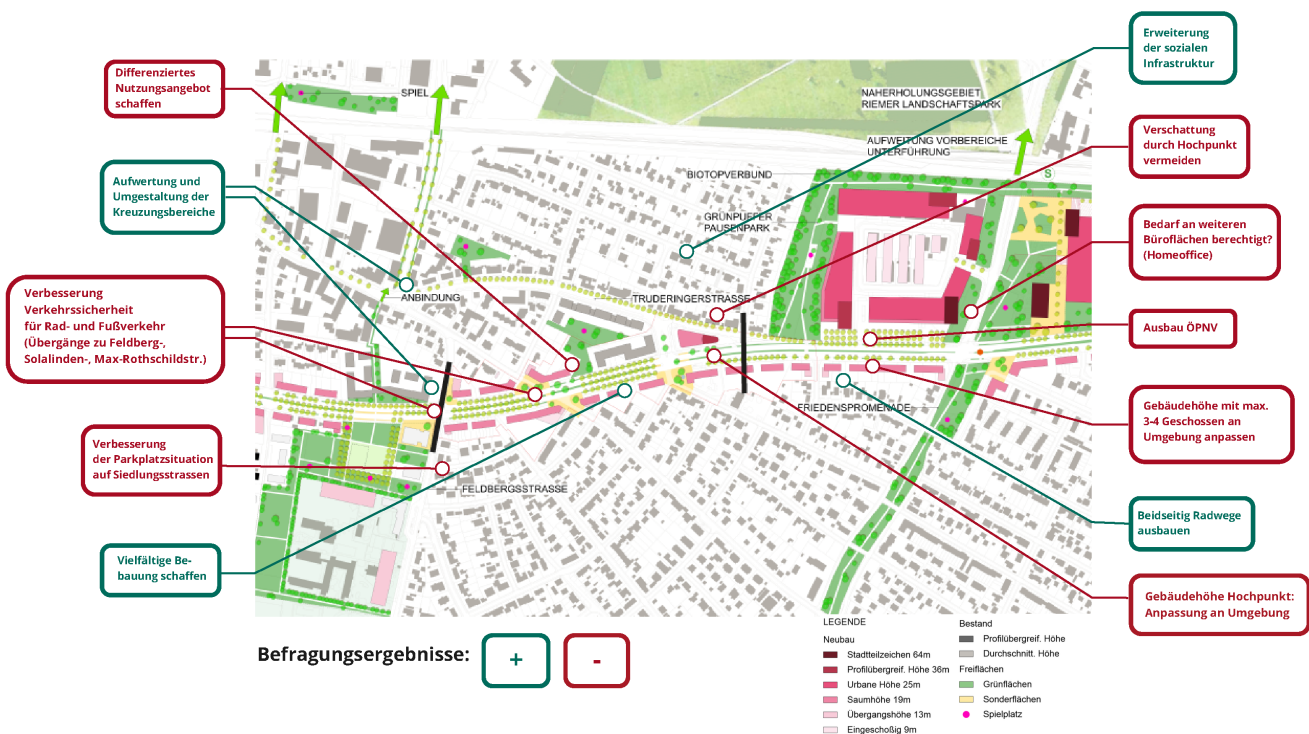 Differenziertes
Nutzungsangebot
schaffen
Aufwertung und
Umgestaltung der
Kreuzungsbereiche
Verbesserung
Verkehrssicherheit
für Rad- und Fußverkehr
(Übergänge zu Feldberg-,
Solalinden-, Max-Rothschildstr.)
Verbesserung
der Parkplatzsituation
auf Siedlungsstrassen
Vielfältige Be-
bauung schaffen
SPIEL
NAHERHOLUNGSGEBIET
RIEMER LANDSCHAFTSPARK
AUFWEITUNG VORBEREICHE
UNTERFÜHRUNG
BIOTOPVERBUND
S
GRÜNPUFFER
PAUSENPARK
ANBINDUNG
TRUDERINGERSTRASSE
FRIEDENSPROMENADE
FELDBERGSSTRASSE
Erweiterung
der sozialen
Infrastruktur
Verschattung
durch Hochpunkt
vermeiden
Bedarf an weiteren
Büroflächen berechtigt?
(Homeoffice)
Ausbau ÖPNV
Gebäudehöhe mit max.
3-4 Geschossen an
Umgebung anpassen
Beidseitig Radwege
ausbauen
Gebäudehöhe Hochpunkt:
Anpassung an Umgebung
Befragungsergebnisse:
+
-
LEGENDE
Neubau
Stadtteilzeichen 64m
Profilübergreif. Höhe 36m
Urbane Höhe 25m
Saumhöhe 19m
Übergangshöhe 13m
Eingeschoßig 9m
Bestand
Profilübergreif. Höhe
Durchschnitt. Höhe
Freiflächen
Grünflächen
Sonderflächen
Spielplatz